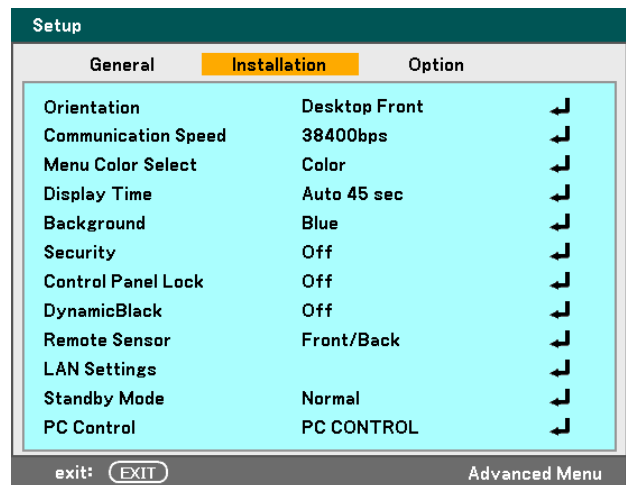 Setup
General Installation Option
Orientation Desktop Front
Communication Speed 38400bps
Menu Color Select Color
Display Time Auto 45 sec
Background Blue
Security Off
Control Panel Lock Off
DynamicBlack Off
Remote Sensor Front/Back
LAN Settings
Standby Mode Normal
PC Control PC CONTROL
exit: EXIT Advanced Menu